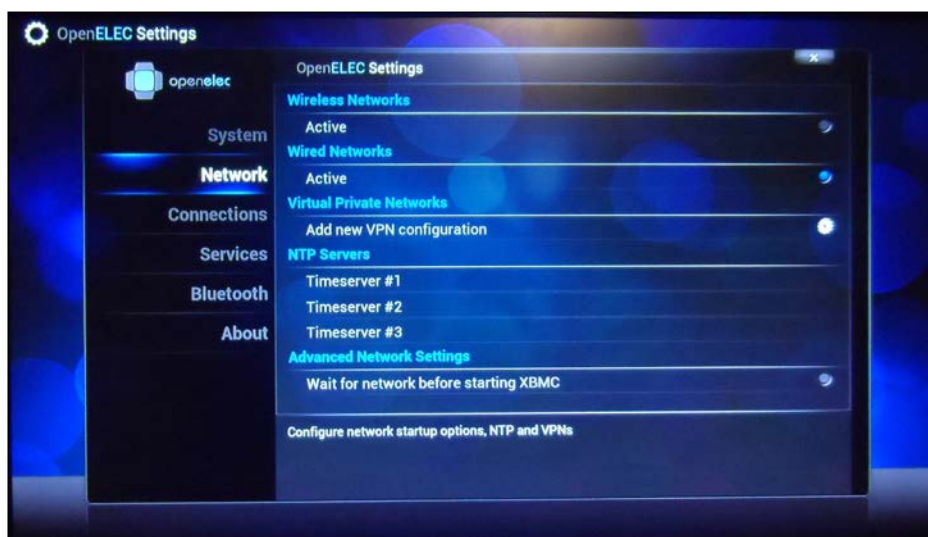 OpenELEC Settings
openelec
System
Network
Connections
Services
Bluetooth
About
OpenELEC Settings
Wireless Networks
Active
Wired Networks
Active
Virtual Private Networks
Add new VPN configuration
NTP Servers
Timeserver #1
Timeserver #2
Timeserver #3
Advanced Network Settings
Wait for network before starting XBMC
Configure network startup options, NTP and VPNs